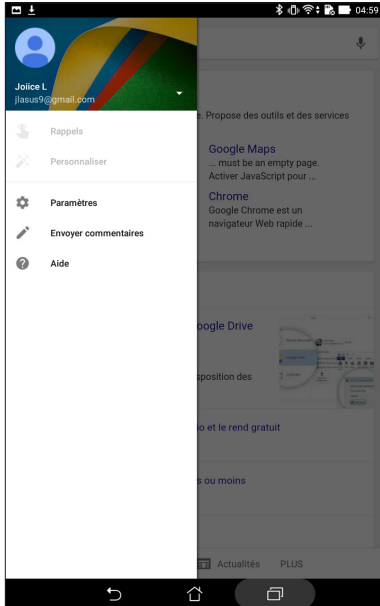 04:59
Joiice L
jlasus9@gmail.com
Rappels
Personnaliser
Paramètres
Envoyer commentaires
Aide
e. Propose des outils et des services
Google Maps
... must be an empty page.
Activer JavaScript pour ...
Chrome
Google Chrome est un
navigateur Web rapide ...
oogle Drive
sposition des
io et le rend gratuit
s ou moins
Actualités PLUS